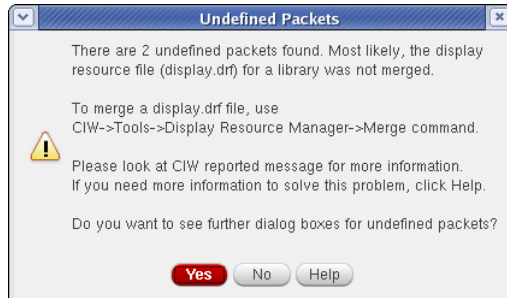 Undefined Packets
There are 2 undefined packets found. Most likely, the display
resource file (display.drf) for a library was not merged.
To merge a display.drf file, use
CIW->Tools->Display Resource Manager->Merge command.
Please look at CIW reported message for more information.
If you need more information to solve this problem, click Help.
Do you want to see further dialog boxes for undefined packets?
Yes No Help